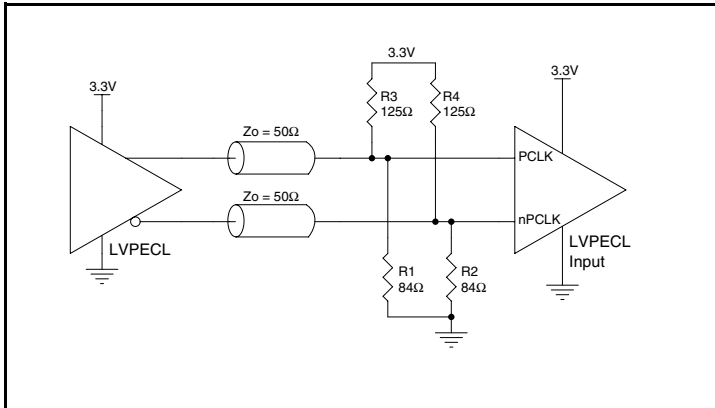 3.3V
R3
125Ω
R4
125Ω
3.3V
3.3V
Zo = 50Ω
PCLK
Zo = 50Ω
nPCLK
LVPECL
LVPECL
Input
R1
84Ω
R2
84Ω